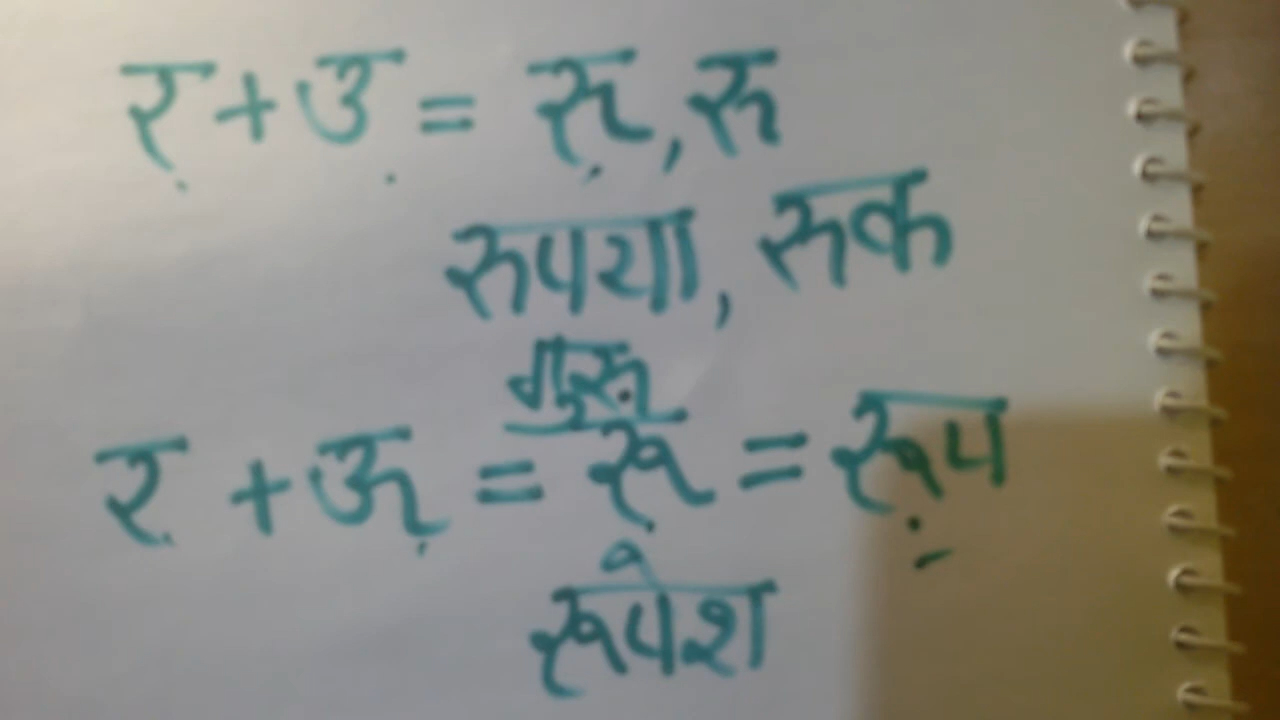 र + उ = रू, रु
रुपया, रुक
गुरू
र + ऊ = रू = रूप
रूपेश